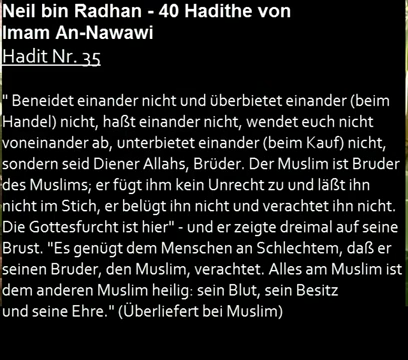 Neil bin Radhan - 40 Hadithe von
Imam An-Nawawi
Hadit Nr. 35
" Beneidet einander nicht und überbietet einander (beim
Handel) nicht, haßt einander nicht, wendet euch nicht
voneinander ab, unterbietet einander (beim Kauf) nicht,
sondern seid Diener Allahs, Brüder. Der Muslim ist Bruder
des Muslims; er fügt ihm kein Unrecht zu und läßt ihn
nicht im Stich, er belügt ihn nicht und verachtet ihn nicht.
Die Gottesfurcht ist hier" - und er zeigte dreimal auf seine
Brust. "Es genügt dem Menschen an Schlechtem, daß er
seinen Bruder, den Muslim, verachtet. Alles am Muslim ist
dem anderen Muslim heilig: sein Blut, sein Besitz
und seine Ehre." (Überliefert bei Muslim)